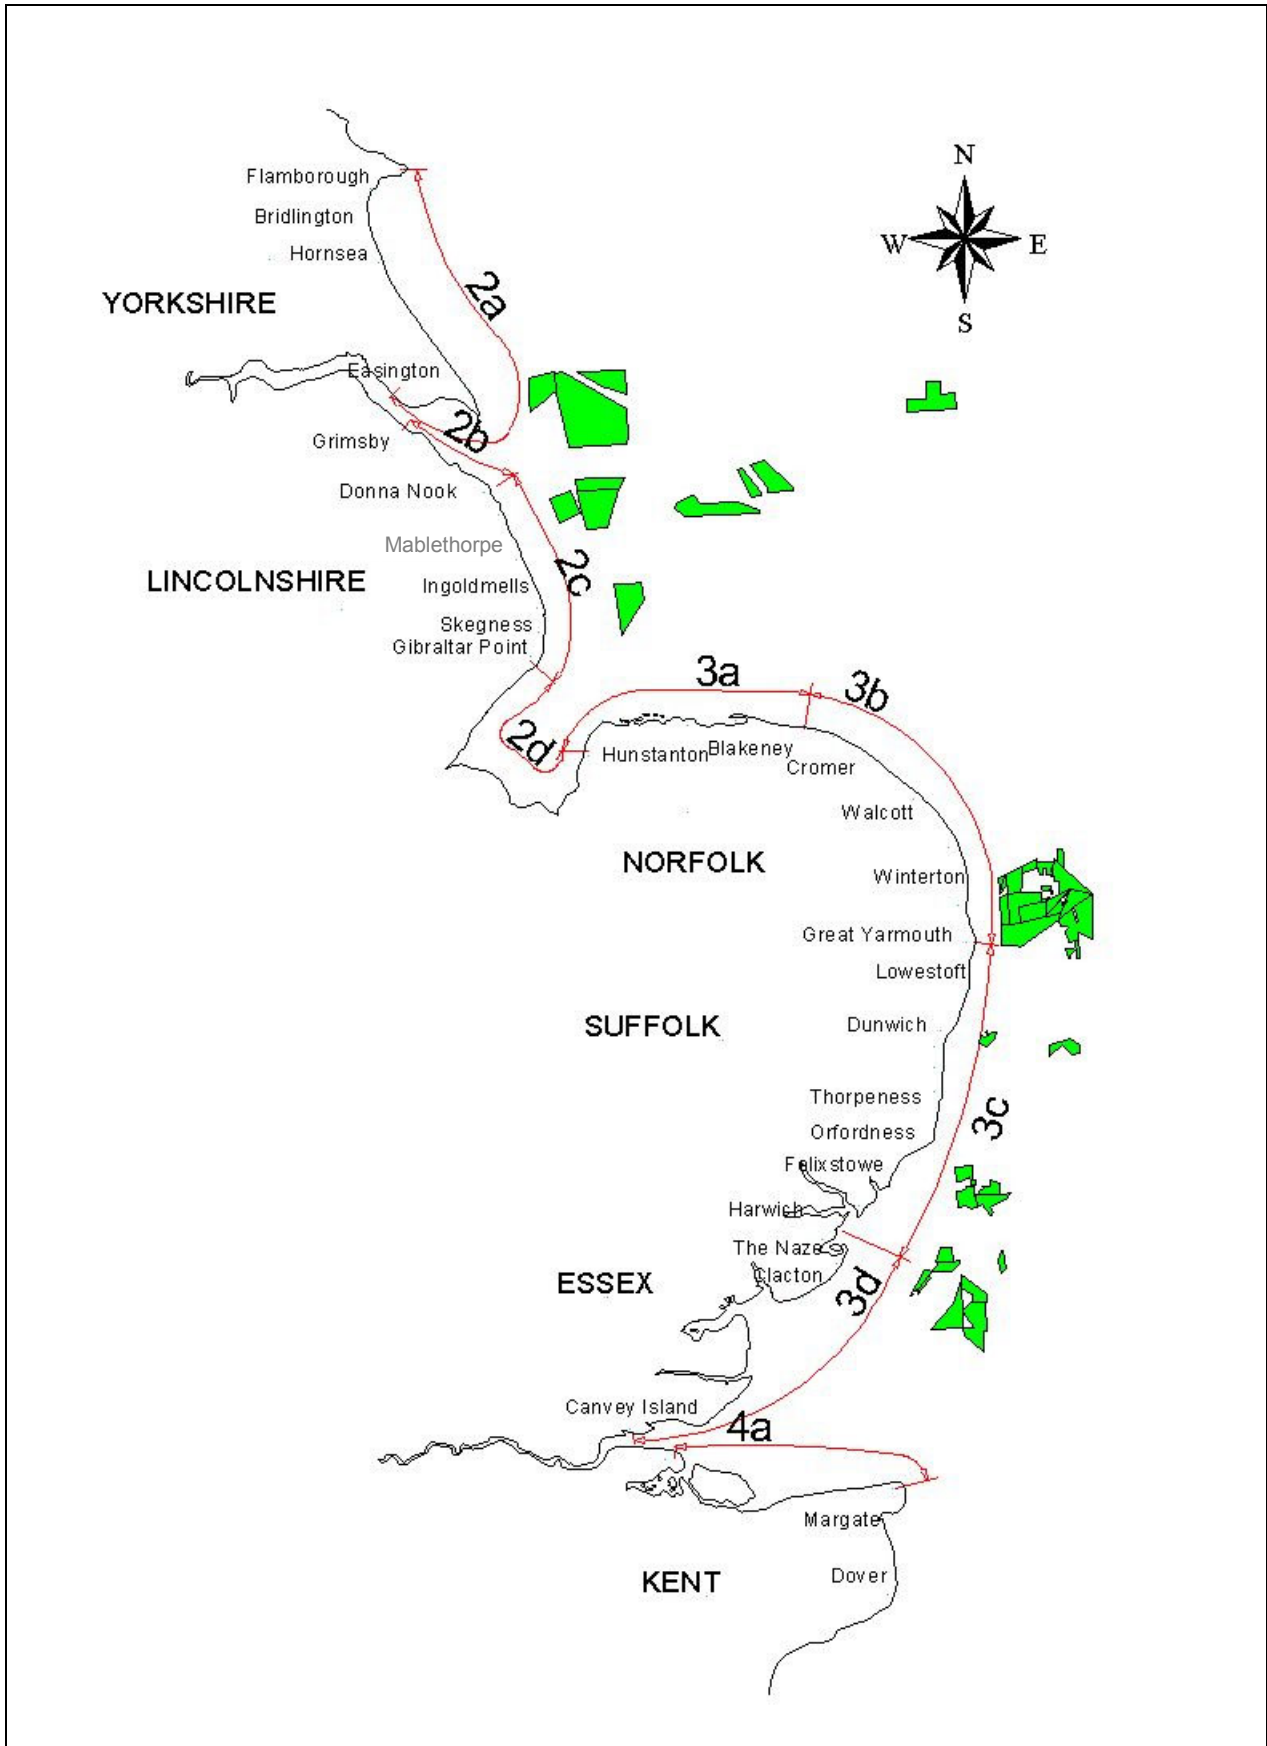 N
Flamborough
Bridlington
W
E
Hornsea
2a
YORKSHIRE
S
Easington
2b
Grimsby
Donna Nook
Mablethorpe
2c
LINCOLNSHIRE
Ingoldmells
Skegness
Gibraltar Point
3a
3b
2d
Hunstanton
Blakeney
Cromer
Walcott
NORFOLK
Winterton
Great Yarmouth
Lowestoft
SUFFOLK
Dunwich
Thorpeness
3c
Orfordness
Felixstowe
Harwich
The Naze
Clacton
ESSEX
3d
Canvey Island
4a
Margate
KENT
Dover